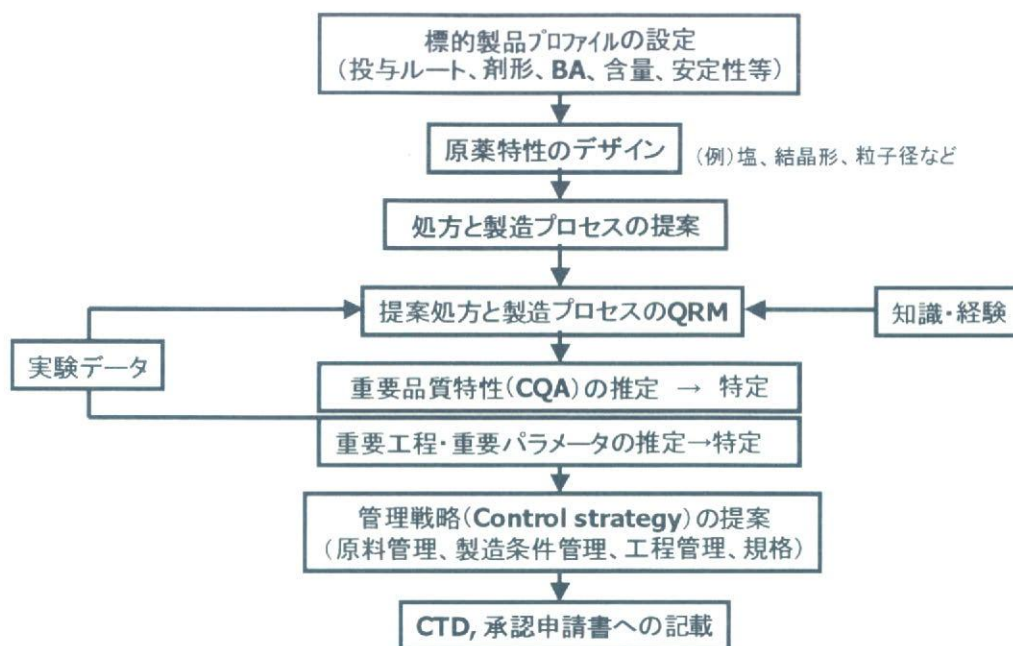 標的製品プロファイルの設定
(投与ルート、剤形、BA、含量、安定性等)
原薬特性のデザイン
(例)塩、結晶形、粒子径など
処方と製造プロセスの提案
提案処方と製造プロセスのQRM
知識・経験
実験データ
重要品質特性(CQA)の推定 → 特定
重要工程・重要パラメータの推定→特定
管理戦略(Control strategy)の提案
(原料管理、製造条件管理、工程管理、規格)
CTD, 承認申請書への記載